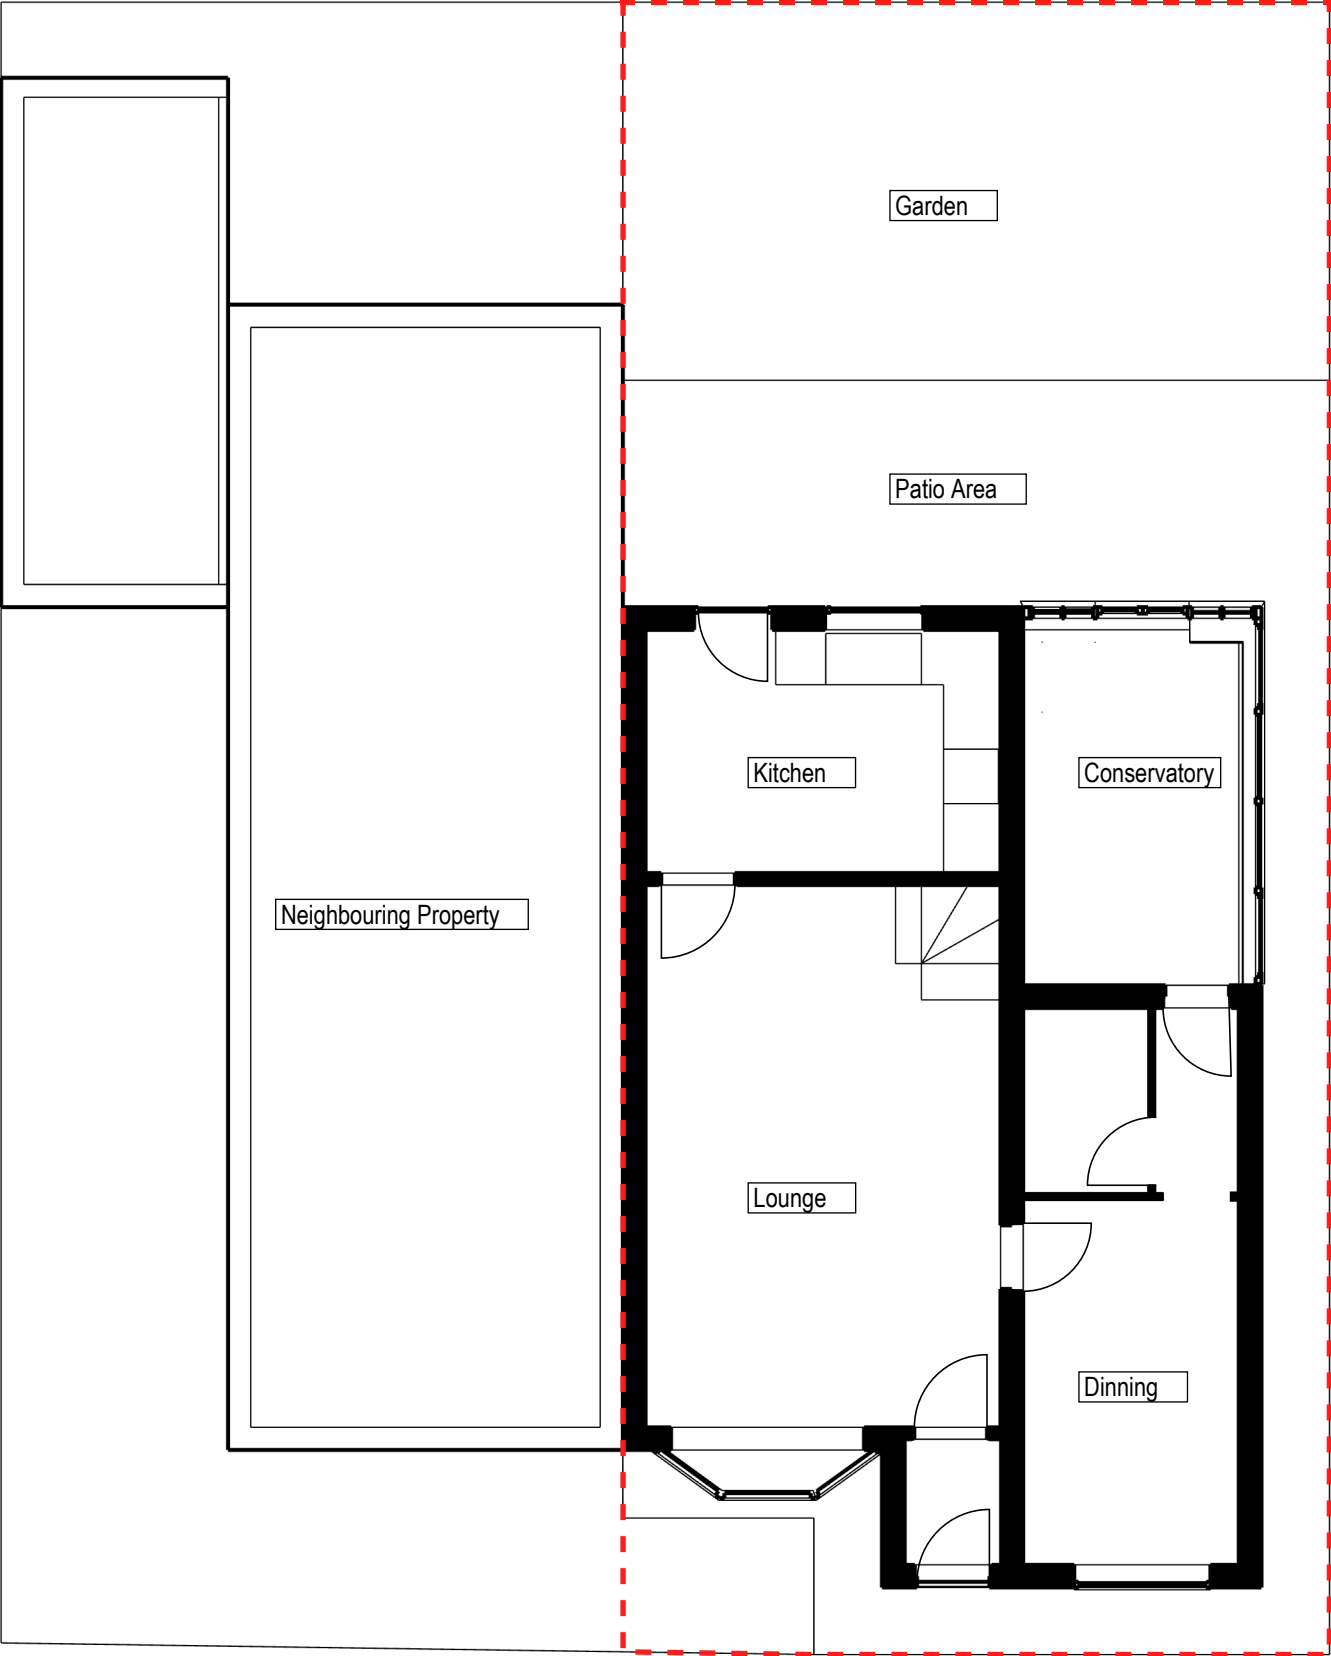 Garden
Patio Area
Kitchen
Conservatory
Neighbouring Property
Lounge
Dinning